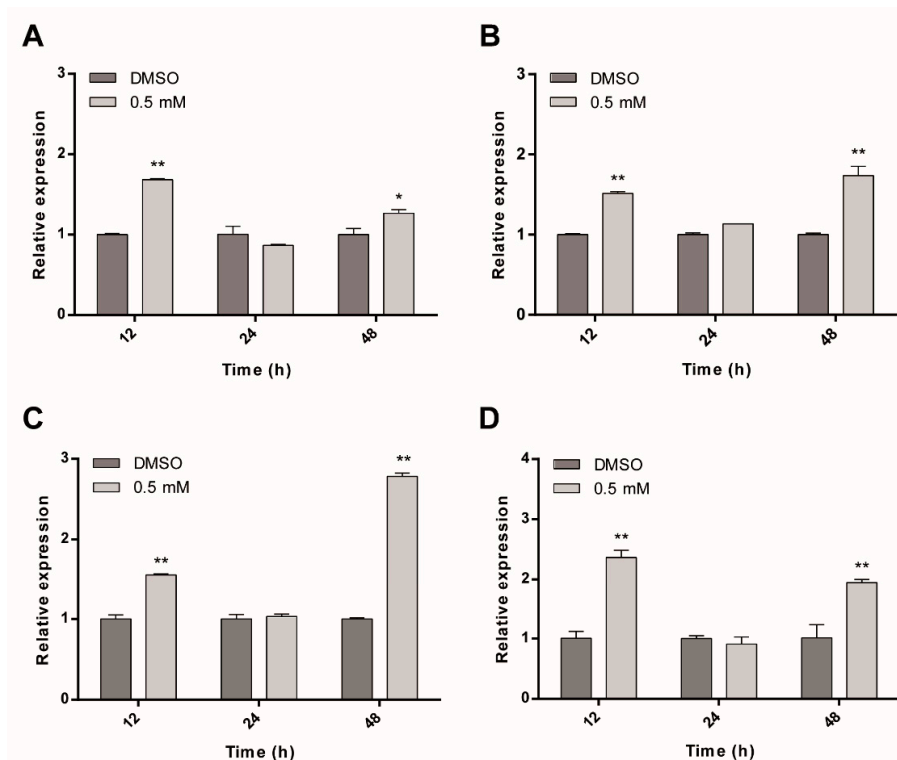 A
Relative expression
3
2
1
0
DMSO
0.5 mM
**
*
12
24
48
Time (h)
B
Relative expression
3
2
1
0
DMSO
0.5 mM
**
**
12
24
48
Time (h)
C
Relative expression
3
2
1
0
DMSO
0.5 mM
**
**
12
24
48
Time (h)
D
Relative expression
4
3
2
1
0
DMSO
0.5 mM
**
**
12
24
48
Time (h)